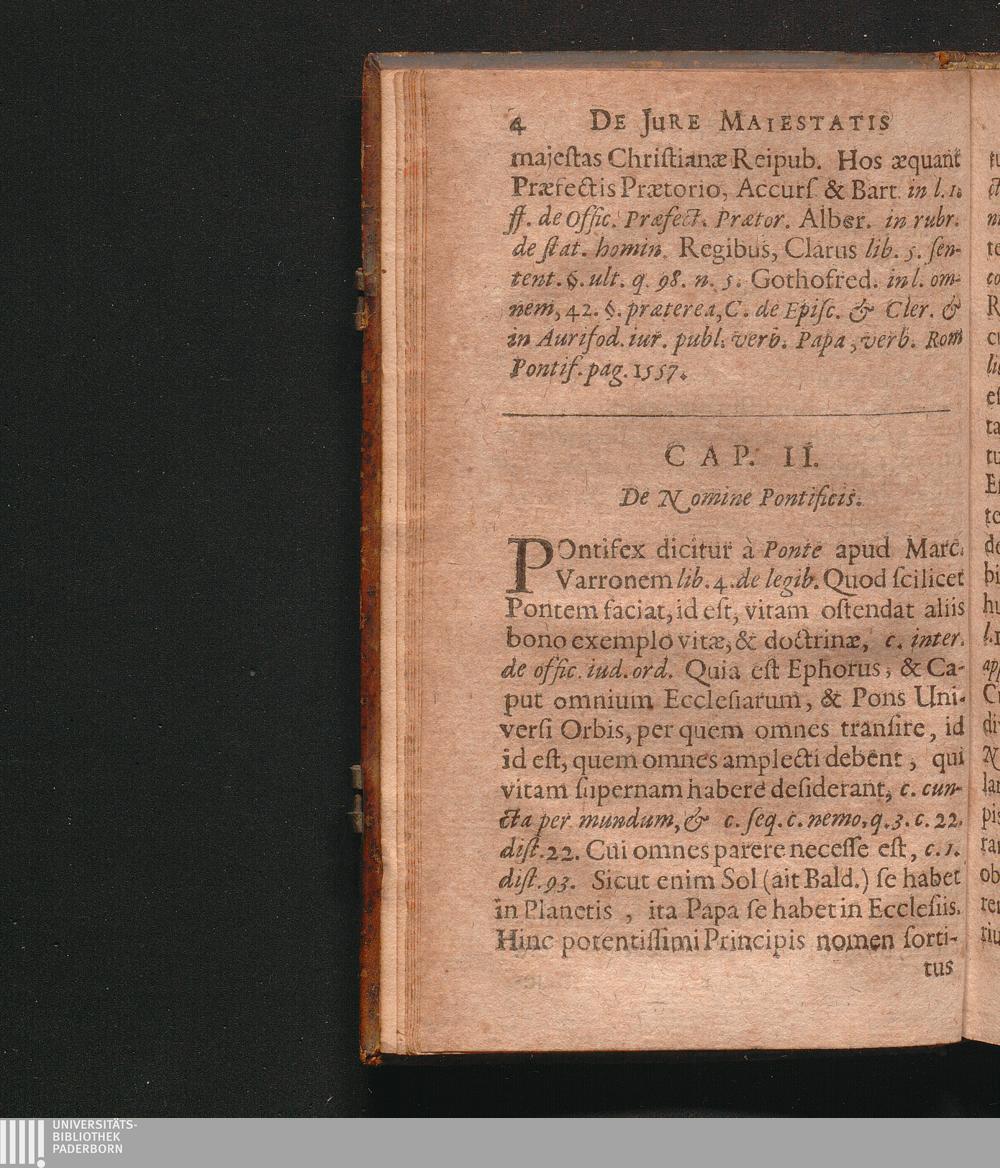 4 DE JuRE MAIESTATIS
majeſtas Chriſtianæ Reipub. Hos æquant
Præfectis Prætorio, Accurſ & Bart. in l. 1.
ff. de Offic. Præfect. Prætor. Alber. in rubr.
de ſtat. homin. Regibus, Clarus lib. 5. ſen-
tent. §. ult. q. 98. n. 5. Gothofred. in l. om-
nem, 42. §. præterea, C. de Epiſc. & Cler. &
in Aurifod. iur. publ. verb. Papa, verb. Rom
Pontif. pag. 1557.
CAP. II.
De Nomine Pontificis.
POntifex dicitur à Ponte apud Marc.
Varronem lib. 4. de legib. Quod ſcilicet
Pontem faciat, id eſt, vitam oſtendat aliis
bono exemplo vitæ, & doctrinæ, c. inter.
de offic. iud. ord. Quia eſt Ephorus, & Ca-
put omnium Eccleſiarum, & Pons Uni-
verſi Orbis, per quem omnes tranſire, id
id eſt, quem omnes amplecti debent, qui
vitam ſupernam habere deſiderant, c. cun-
cta per mundum, & c. ſeq. c. nemo, q. 3. c. 22.
diſt. 22. Cui omnes parere neceſſe eſt, c. 1.
diſt. 93. Sicut enim Sol (ait Bald.) ſe habet
in Planetis, ita Papa ſe habet in Eccleſiis.
Hinc potentiſſimi Principis nomen ſorti-
tus
UNIVERSITÄTS-
BIBLIOTHEK
PADERBORN